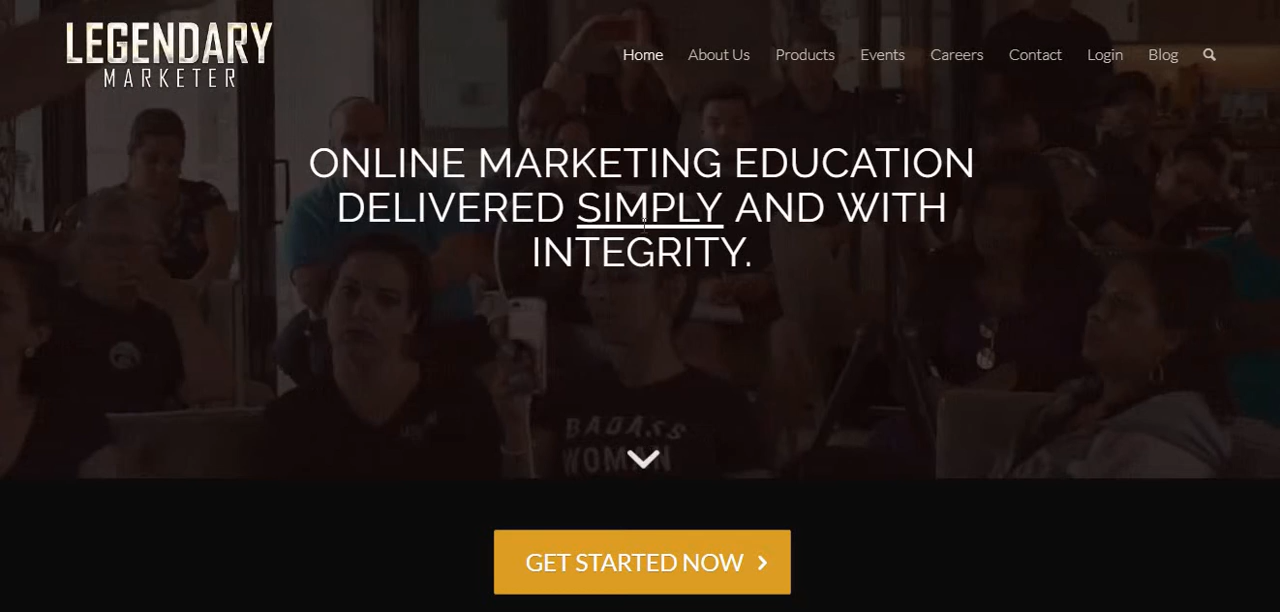 LEGENDARY
MARKETER
Home About Us Products Events Careers Contact Login Blog
ONLINE MARKETING EDUCATION
DELIVERED SIMPLY AND WITH
INTEGRITY.
BADASS
WOMAN
GET STARTED NOW